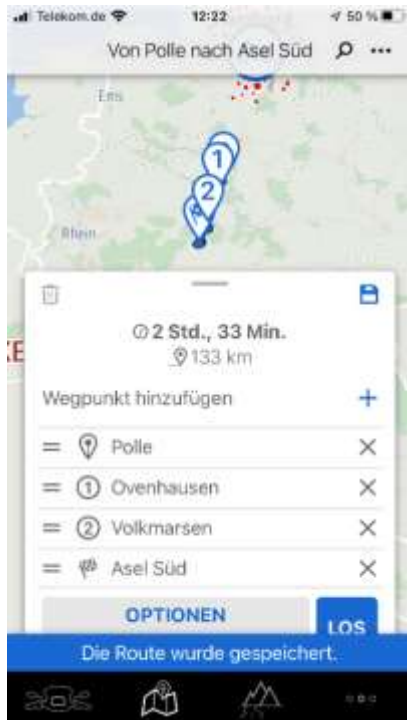 Telekom.de 12:22 50 %
Von Polle nach Asel Süd
Ems
1
2
Rhein
2 Std., 33 Min.
133 km
Wegpunkt hinzufügen
Polle
1 Ovenhausen
2 Volkmarsen
Asel Süd
OPTIONEN
LOS
Die Route wurde gespeichert.